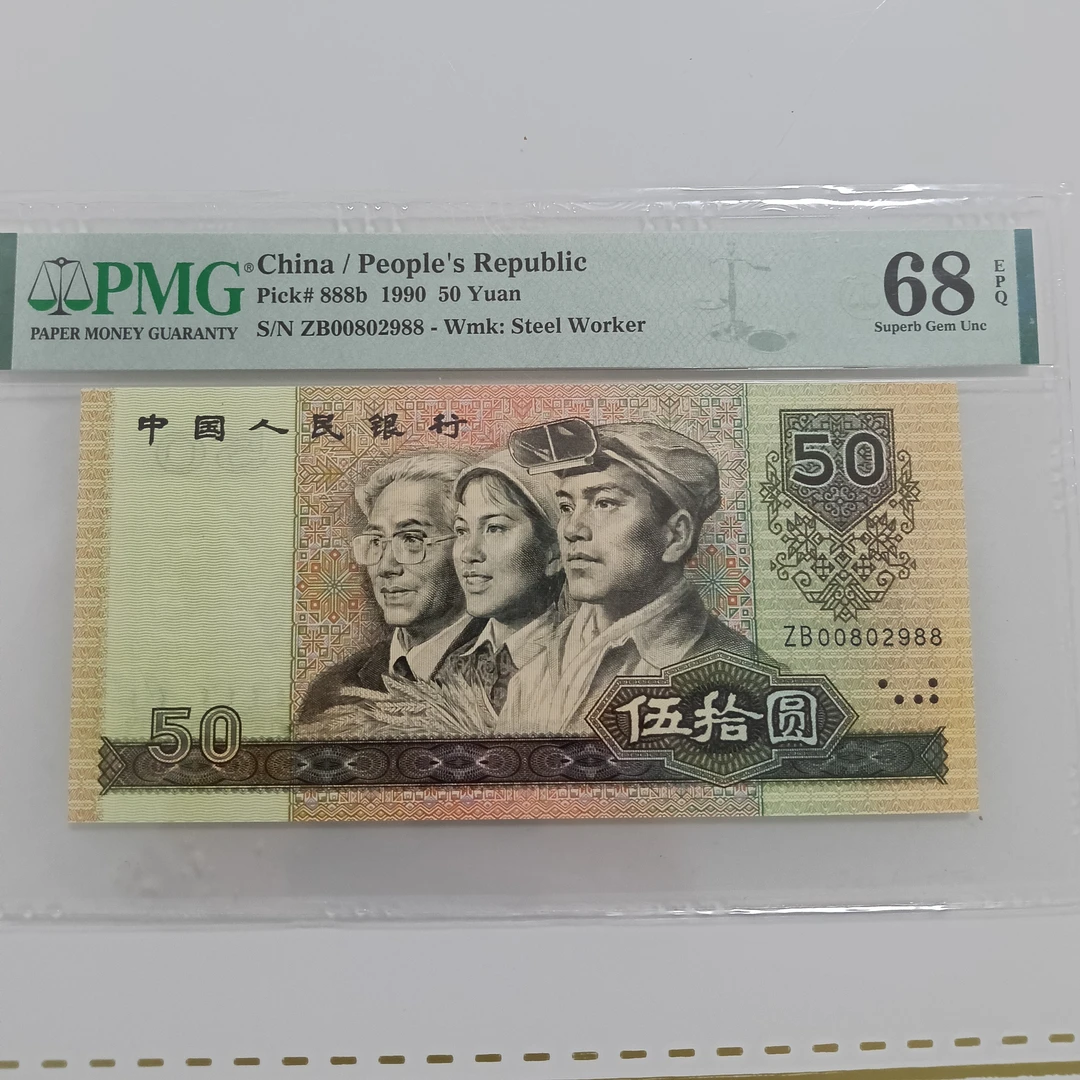 PMG®
PAPER MONEY GUARANTY
China / People's Republic
Pick# 888b 1990 50 Yuan
S/N ZB00802988 - Wmk: Steel Worker
68
EPQ
Superb Gem Unc
中国人民银行
50
ZB00802988
50
伍拾圆